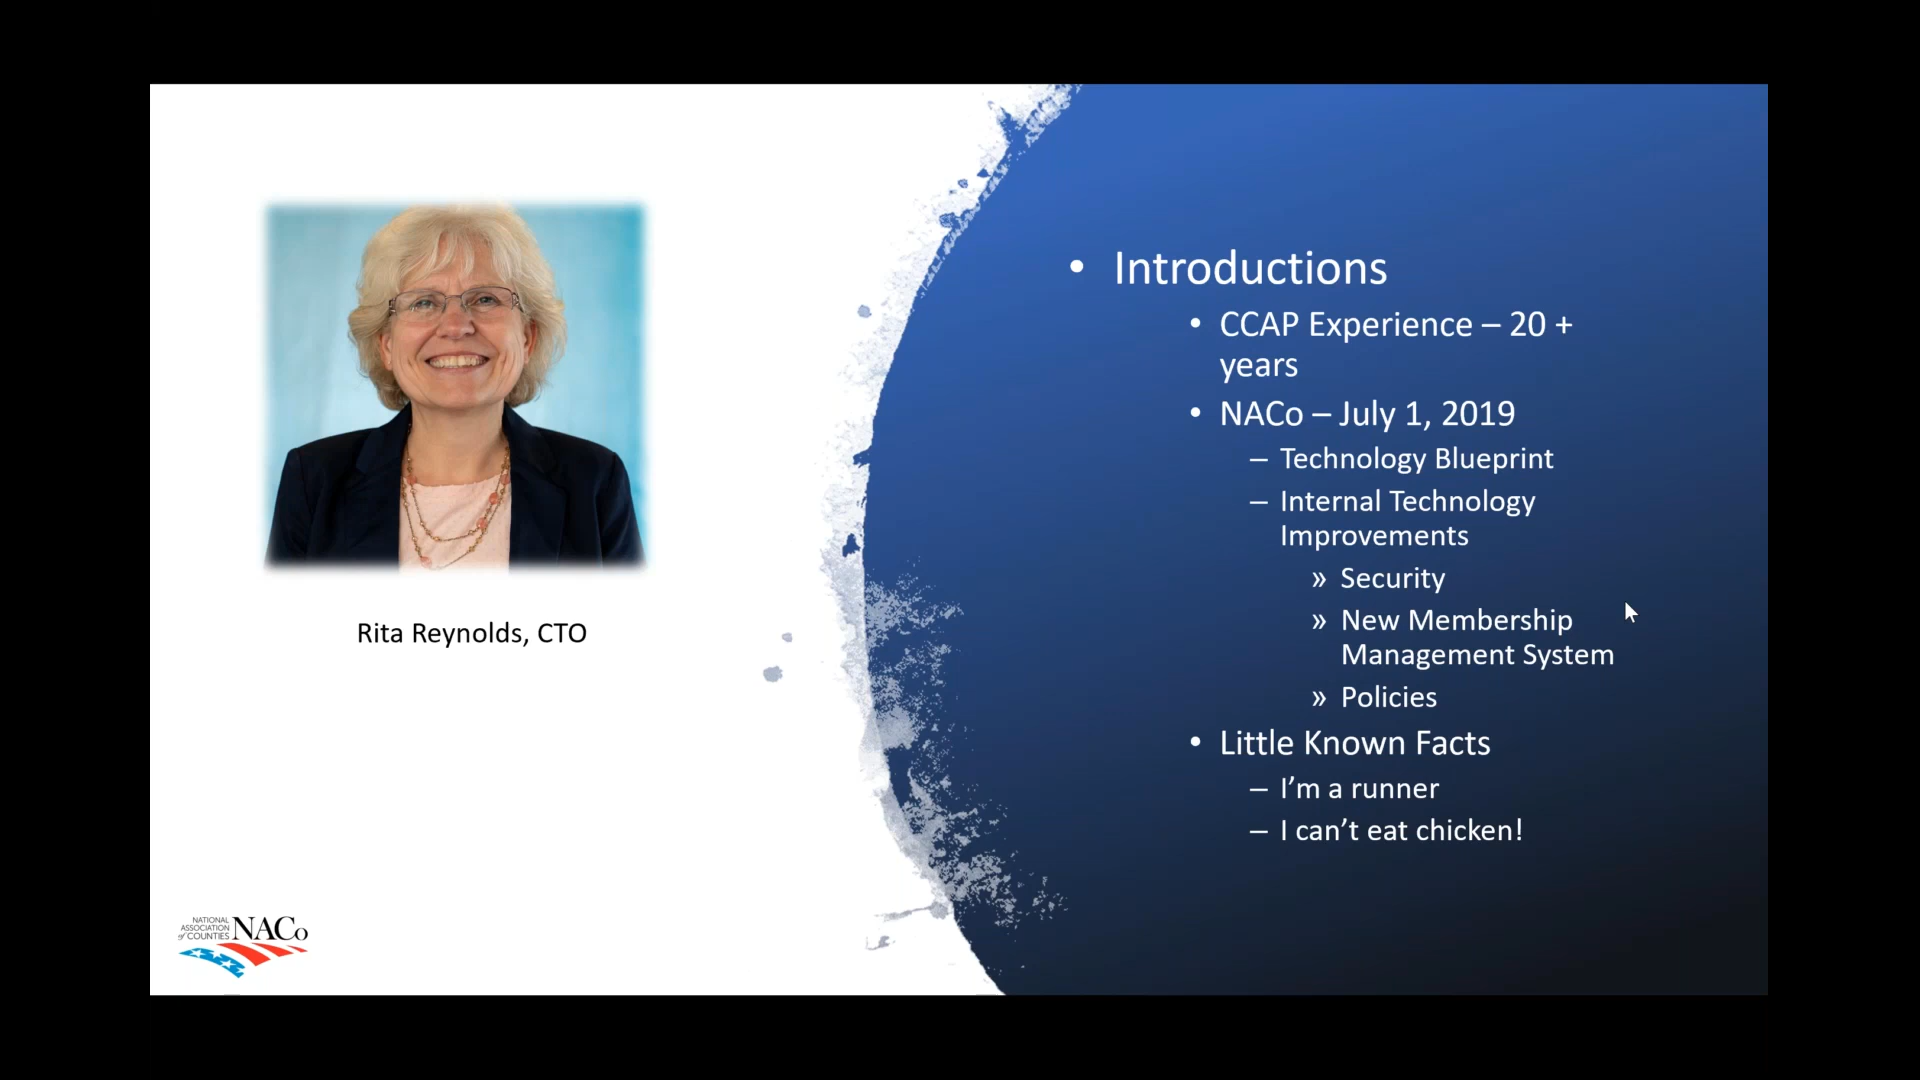 Rita Reynolds, CTO
NATIONAL
ASSOCIATION
of COUNTIES
NACo
• Introductions
• CCAP Experience – 20 +
years
• NACo – July 1, 2019
– Technology Blueprint
– Internal Technology
Improvements
» Security
» New Membership
Management System
» Policies
• Little Known Facts
– I’m a runner
– I can’t eat chicken!